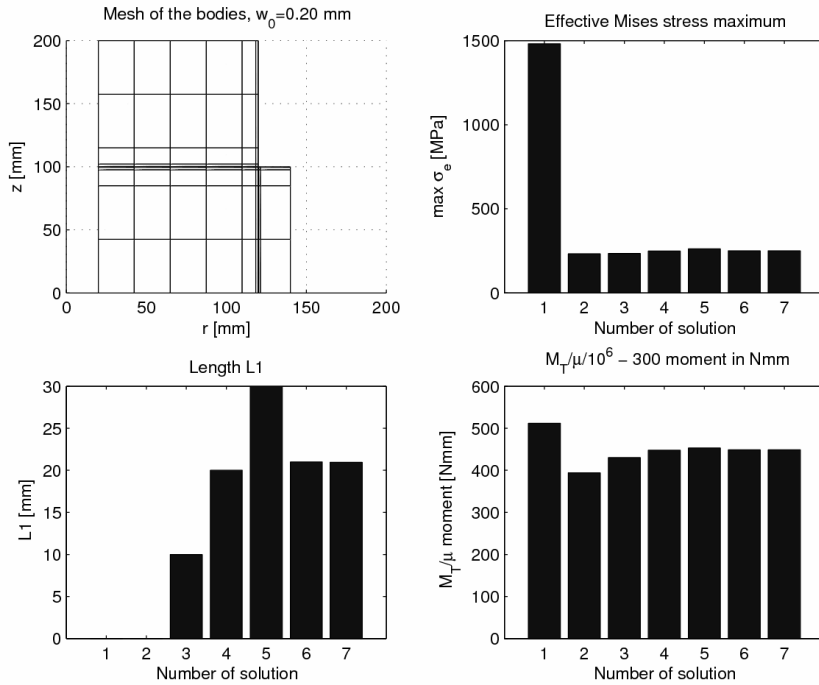 Mesh of the bodies, w_0=0.20 mm
200
150
100
50
0
z [mm]
0 50 100 150 200
r [mm]
Effective Mises stress maximum
1500
1000
500
0
max σ_e [MPa]
1 2 3 4 5 6 7
Number of solution
Length L1
30
25
20
15
10
5
0
L1 [mm]
1 2 3 4 5 6 7
Number of solution
M_T/μ/10^6 − 300 moment in Nmm
600
500
400
300
200
100
0
M_T/μ moment [Nmm]
1 2 3 4 5 6 7
Number of solution